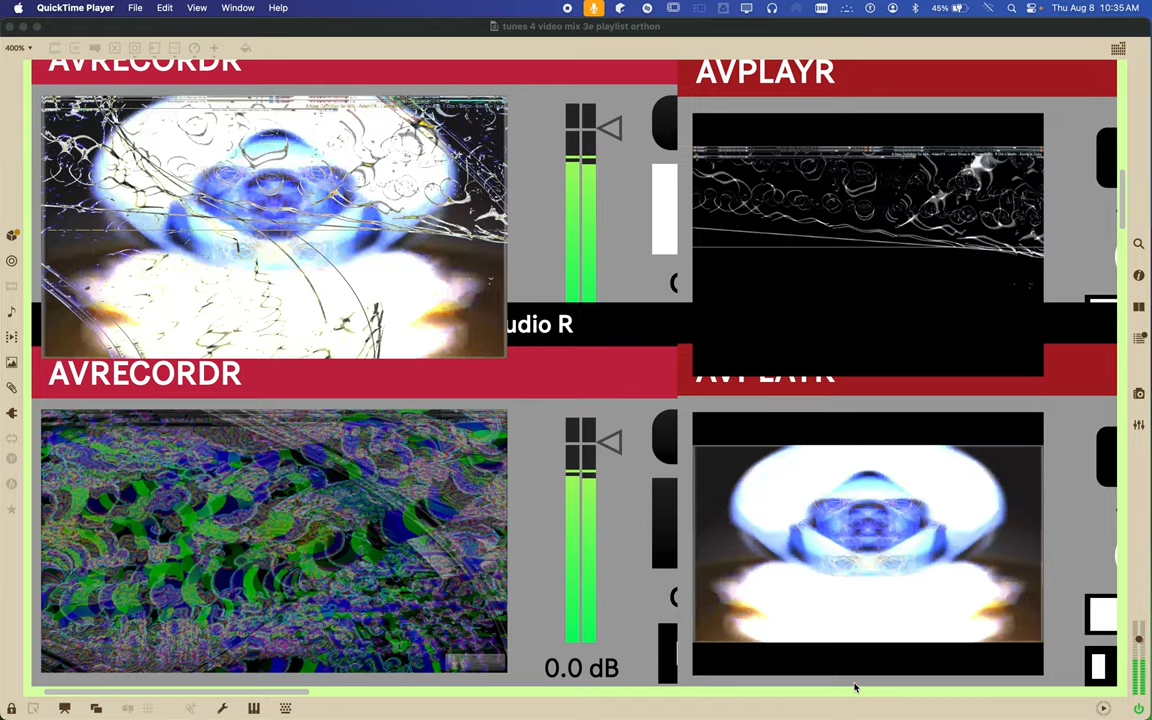 QuickTime Player File Edit View Window Help 45% Thu Aug 8 10:35 AM
tunes 4 video mix 3e playlist orthon
400%
AVRECORDR
AVPLAYR
udio R
AVRECORDR
AVPLAYR
0.0 dB